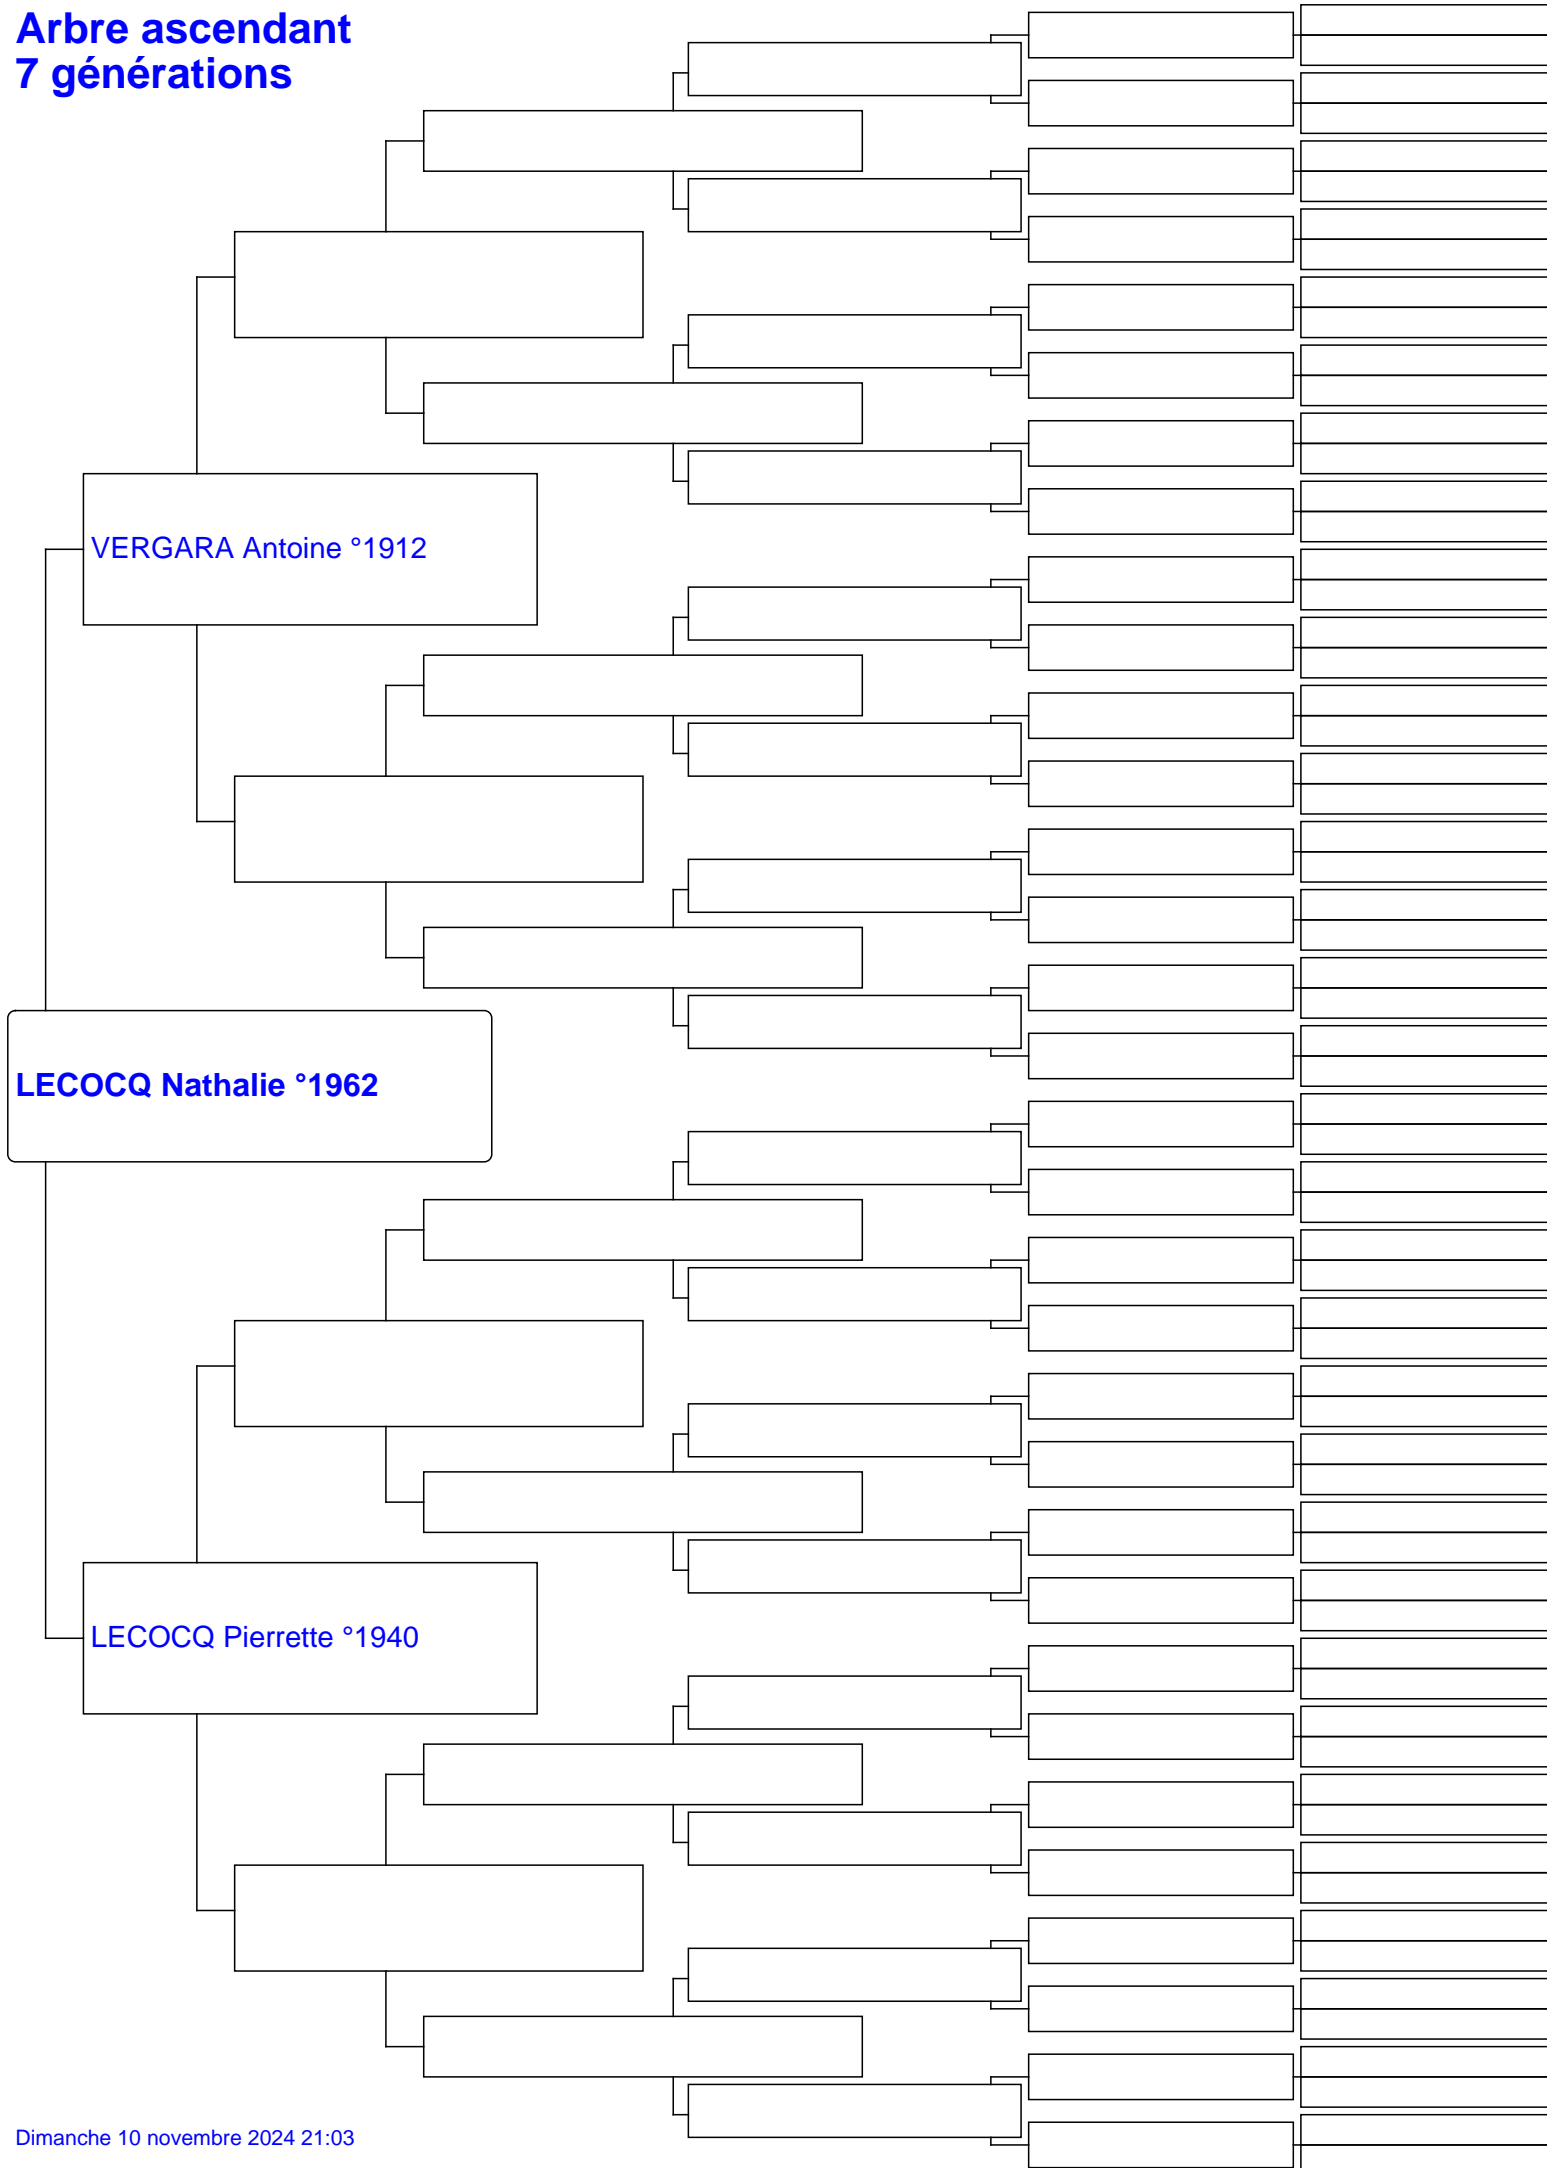 Arbre ascendant
7 générations
VERGARA Antoine °1912
LECOCQ Nathalie °1962
LECOCQ Pierrette °1940
Dimanche 10 novembre 2024 21:03